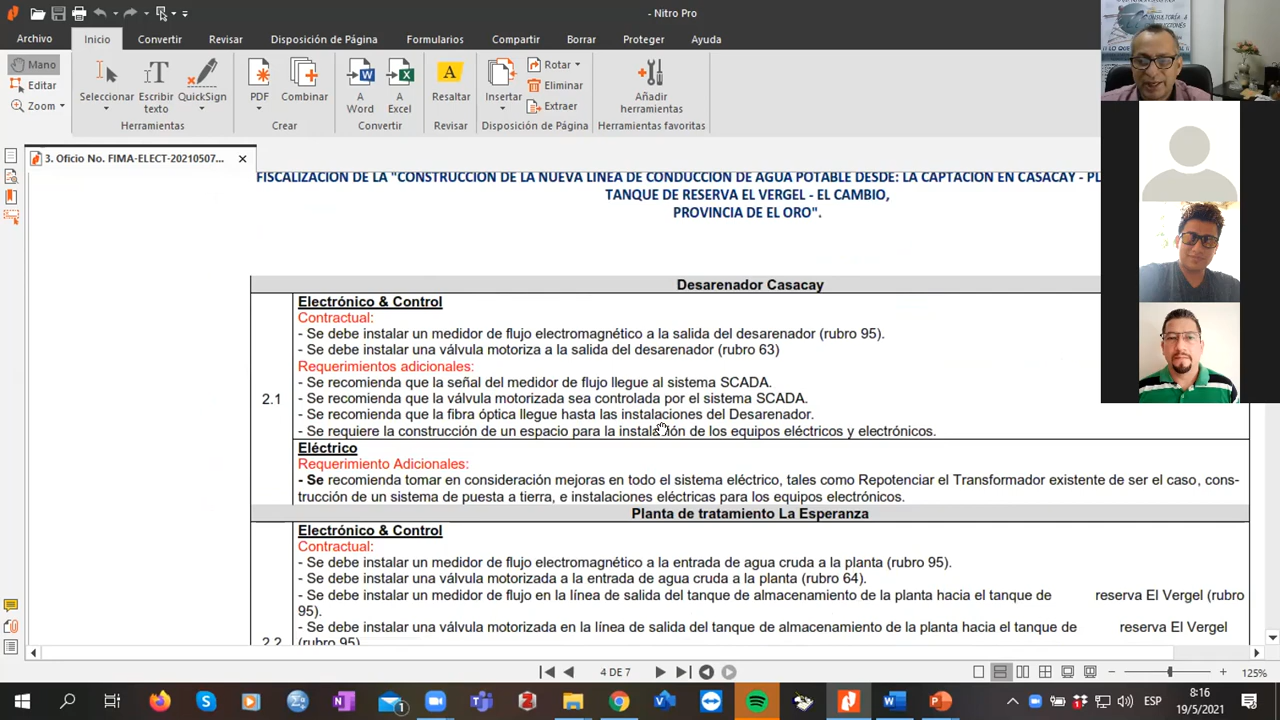 - Nitro Pro
Archivo Inicio Convertir Revisar Disposición de Página Formularios Compartir Borrar Proteger Ayuda
Mano
Editar
Zoom
Seleccionar
Escribir texto
QuickSign
Herramientas
PDF
Combinar
Crear
A Word
A Excel
Convertir
Resaltar
Revisar
Insertar
Rotar
Eliminar
Extraer
Disposición de Página
Añadir herramientas
Herramientas favoritas
3. Oficio No. FIMA-ELECT-20210507...
FISCALIZACION DE LA "CONSTRUCCION DE LA NUEVA LINEA DE CONDUCCION DE AGUA POTABLE DESDE: LA CAPTACION EN CASACAY - PL
TANQUE DE RESERVA EL VERGEL - EL CAMBIO,
PROVINCIA DE EL ORO".
Desarenador Casacay
2.1
Electrónico & Control
Contractual:
- Se debe instalar un medidor de flujo electromagnético a la salida del desarenador (rubro 95).
- Se debe instalar una válvula motoriza a la salida del desarenador (rubro 63)
Requerimientos adicionales:
- Se recomienda que la señal del medidor de flujo llegue al sistema SCADA.
- Se recomienda que la válvula motorizada sea controlada por el sistema SCADA.
- Se recomienda que la fibra óptica llegue hasta las instalaciones del Desarenador.
- Se requiere la construcción de un espacio para la instalación de los equipos eléctricos y electrónicos.
Eléctrico
Requerimiento Adicionales:
- Se recomienda tomar en consideración mejoras en todo el sistema eléctrico, tales como Repotenciar el Transformador existente de ser el caso, cons-
trucción de un sistema de puesta a tierra, e instalaciones eléctricas para los equipos electrónicos.
Planta de tratamiento La Esperanza
Electrónico & Control
Contractual:
- Se debe instalar un medidor de flujo electromagnético a la entrada de agua cruda a la planta (rubro 95).
- Se debe instalar una válvula motorizada a la entrada de agua cruda a la planta (rubro 64).
- Se debe instalar un medidor de flujo en la línea de salida del tanque de almacenamiento de la planta hacia el tanque de reserva El Vergel (rubro
95).
- Se debe instalar una válvula motorizada en la línea de salida del tanque de almacenamiento de la planta hacia el tanque de reserva El Vergel
2.2 (rubro 95)
4 DE 7
125%
ESP
8:16
19/5/2021